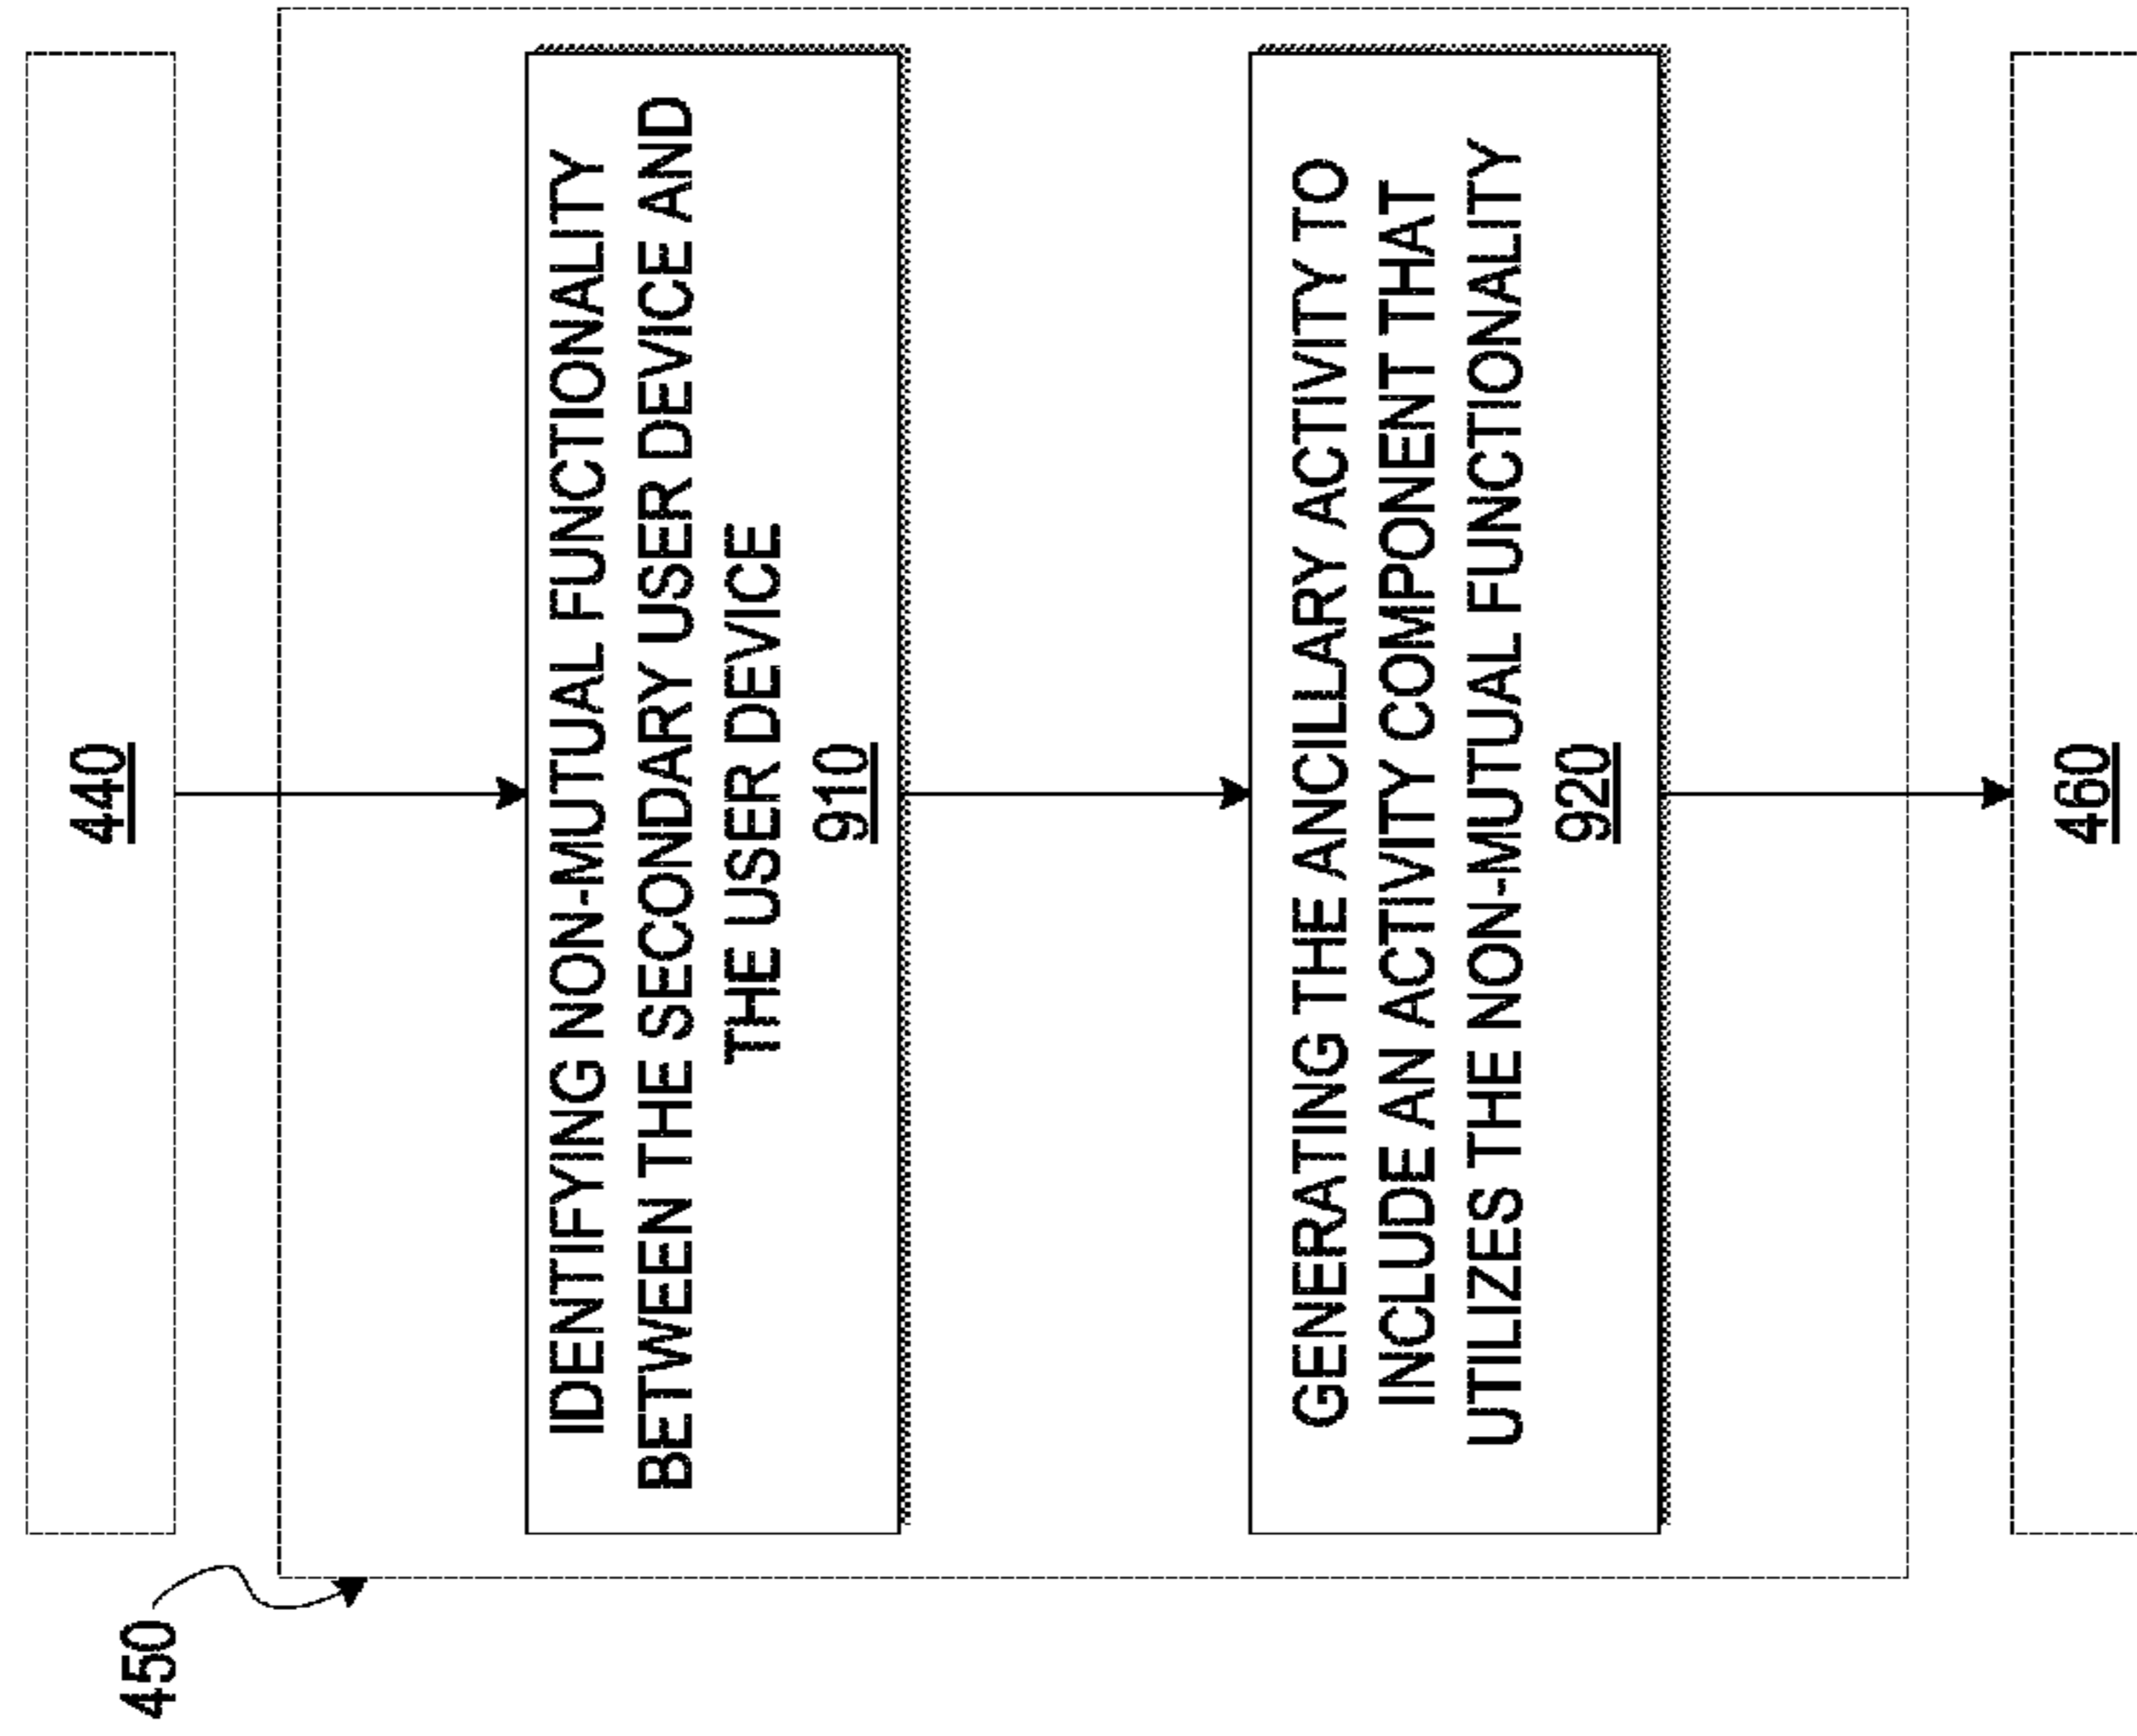 440
450
IDENTIFYING NON-MUTUAL FUNCTIONALITY
BETWEEN THE SECONDARY USER DEVICE AND
THE USER DEVICE
910
GENERATING THE ANCILLARY ACTIVITY TO
INCLUDE AN ACTIVITY COMPONENT THAT
UTILIZES THE NON-MUTUAL FUNCTIONALITY
920
460